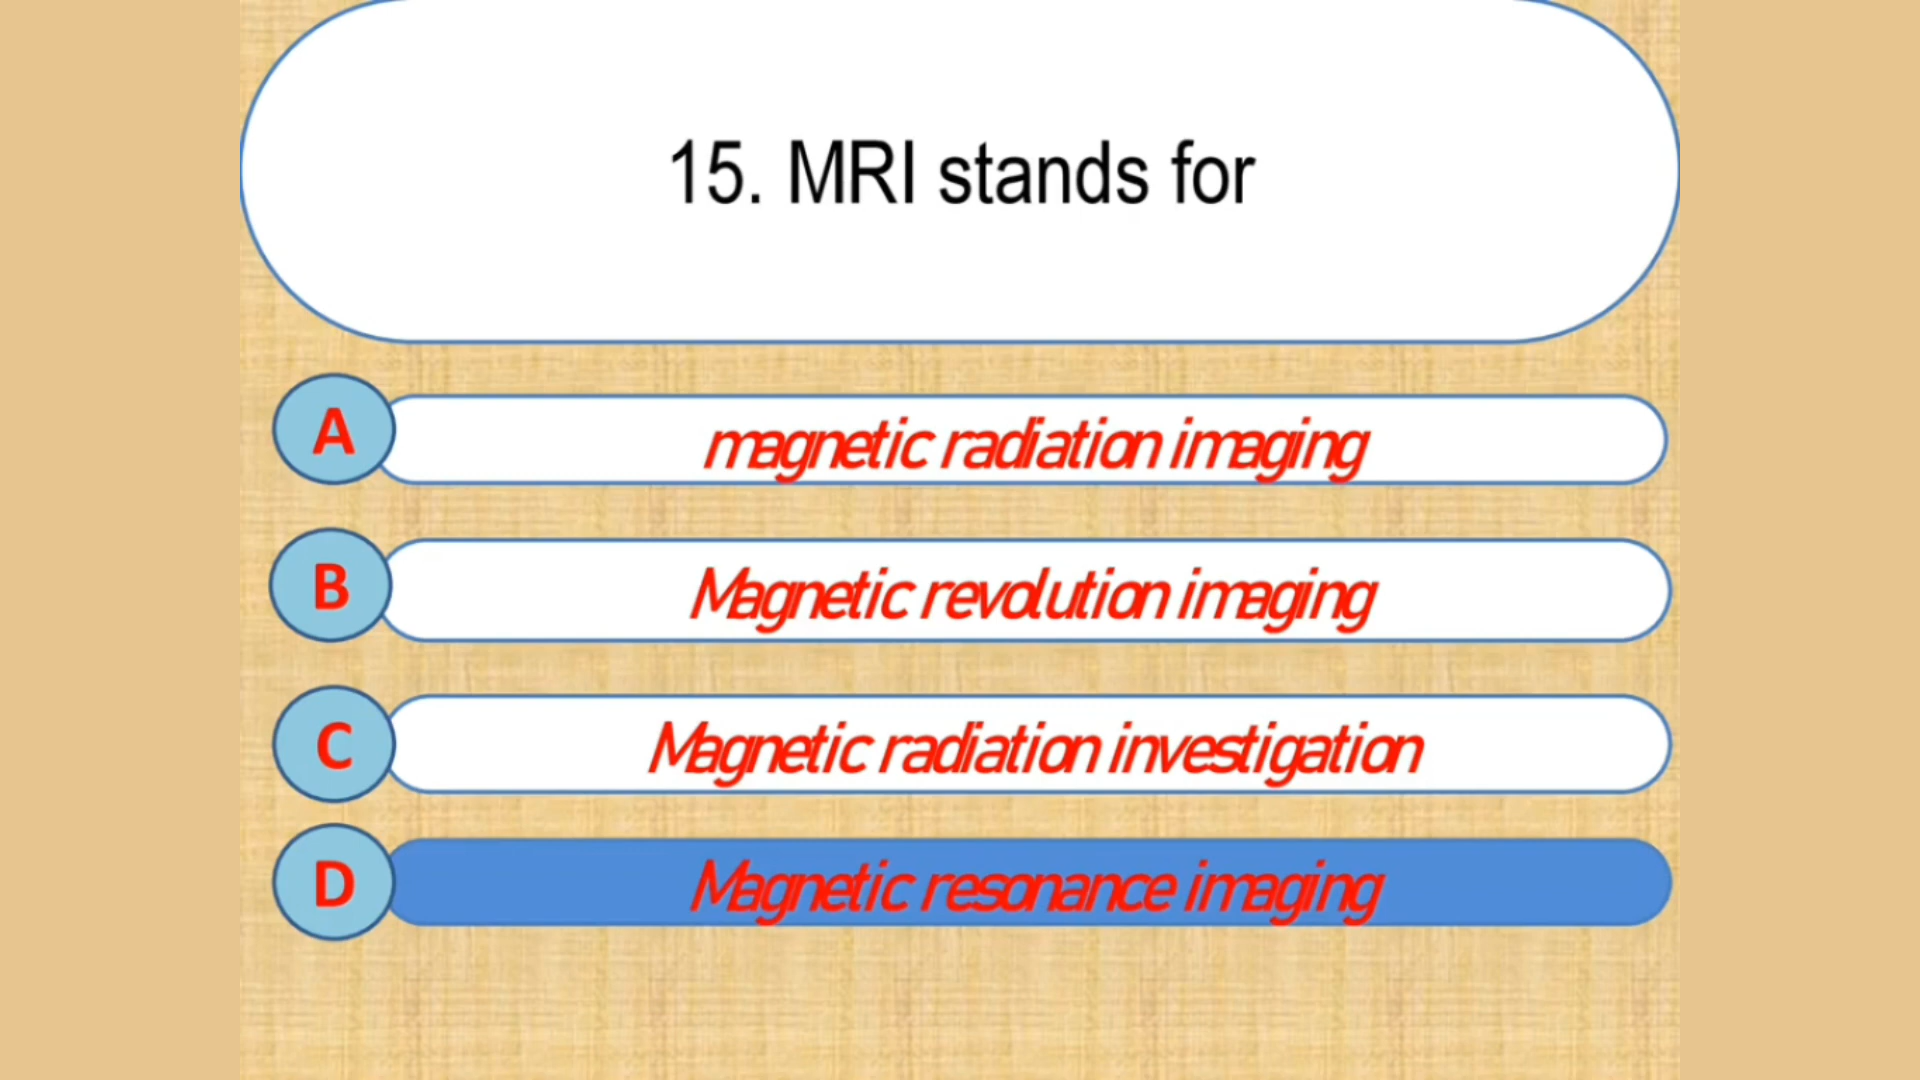 15. MRI stands for
A magnetic radiation imaging
B Magnetic revolution imaging
C Magnetic radiation investigation
D Magnetic resonance imaging